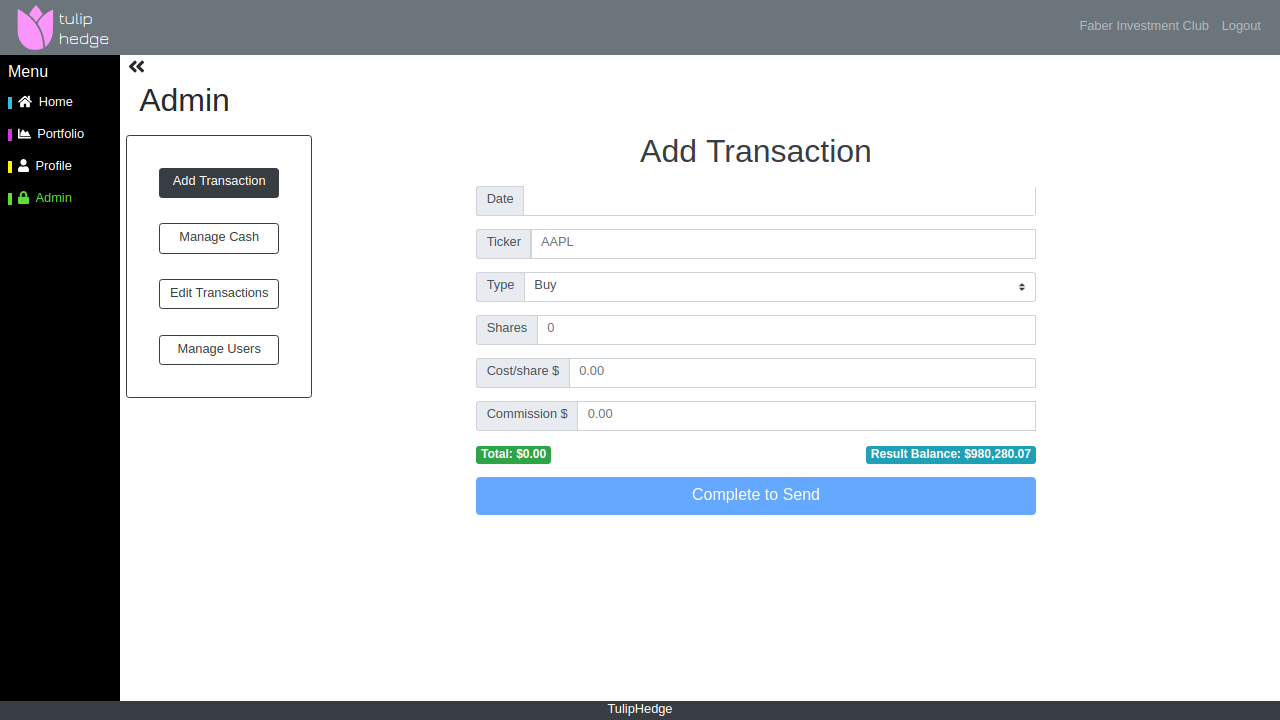 tulip
hedge
Faber Investment Club
Logout
Menu
Home
Portfolio
Profile
Admin
Admin
Add Transaction
Manage Cash
Edit Transactions
Manage Users
Add Transaction
Date
Ticker AAPL
Type Buy
Shares 0
Cost/share $ 0.00
Commission $ 0.00
Total: $0.00
Result Balance: $980,280.07
Complete to Send
TulipHedge